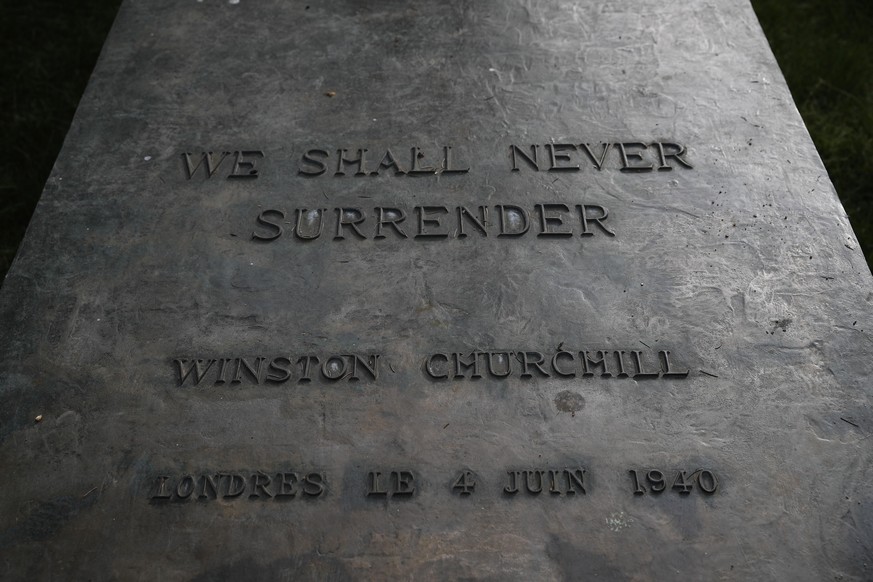 WE SHALL NEVER
SURRENDER
WINSTON CHURCHILL
LONDRES LE 4 JUIN 1940